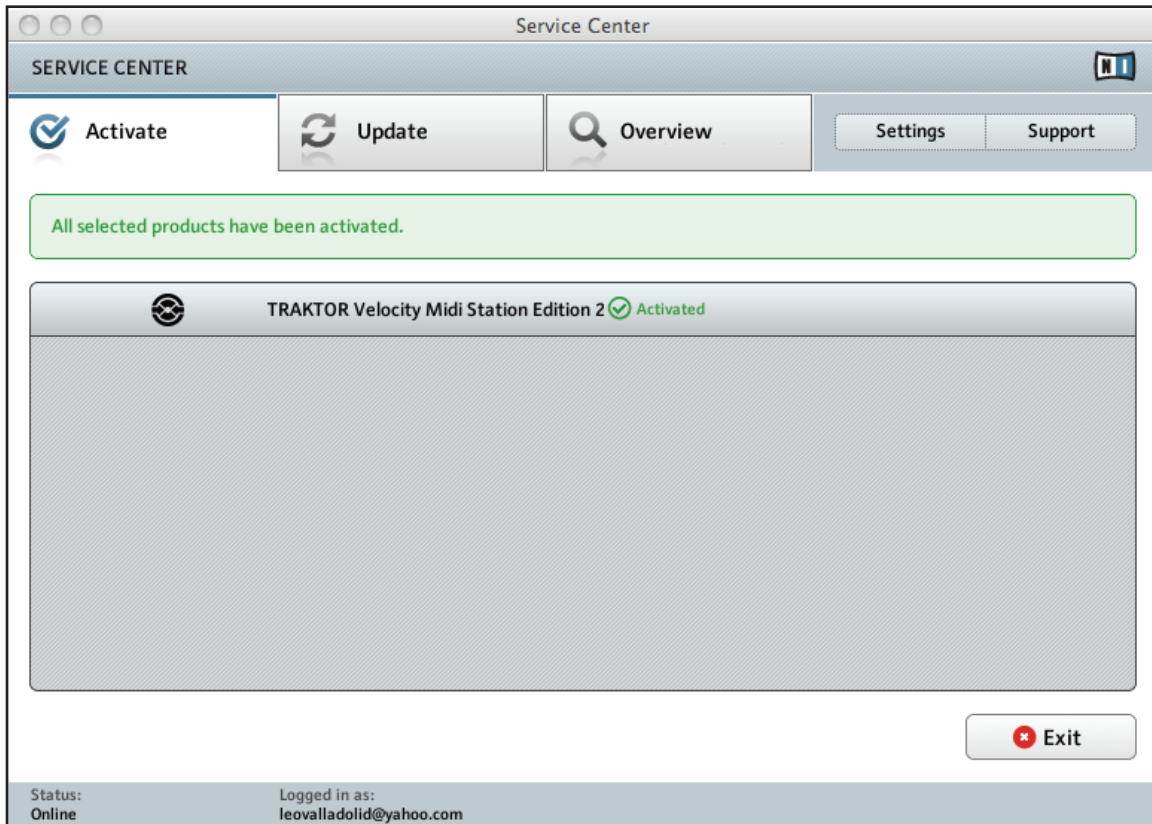 Service Center
SERVICE CENTER
NI
Activate
Update
Overview
Settings
Support
All selected products have been activated.
TRAKTOR Velocity Midi Station Edition 2 Activated
Exit
Status:
Online
Logged in as:
leovalladolid@yahoo.com